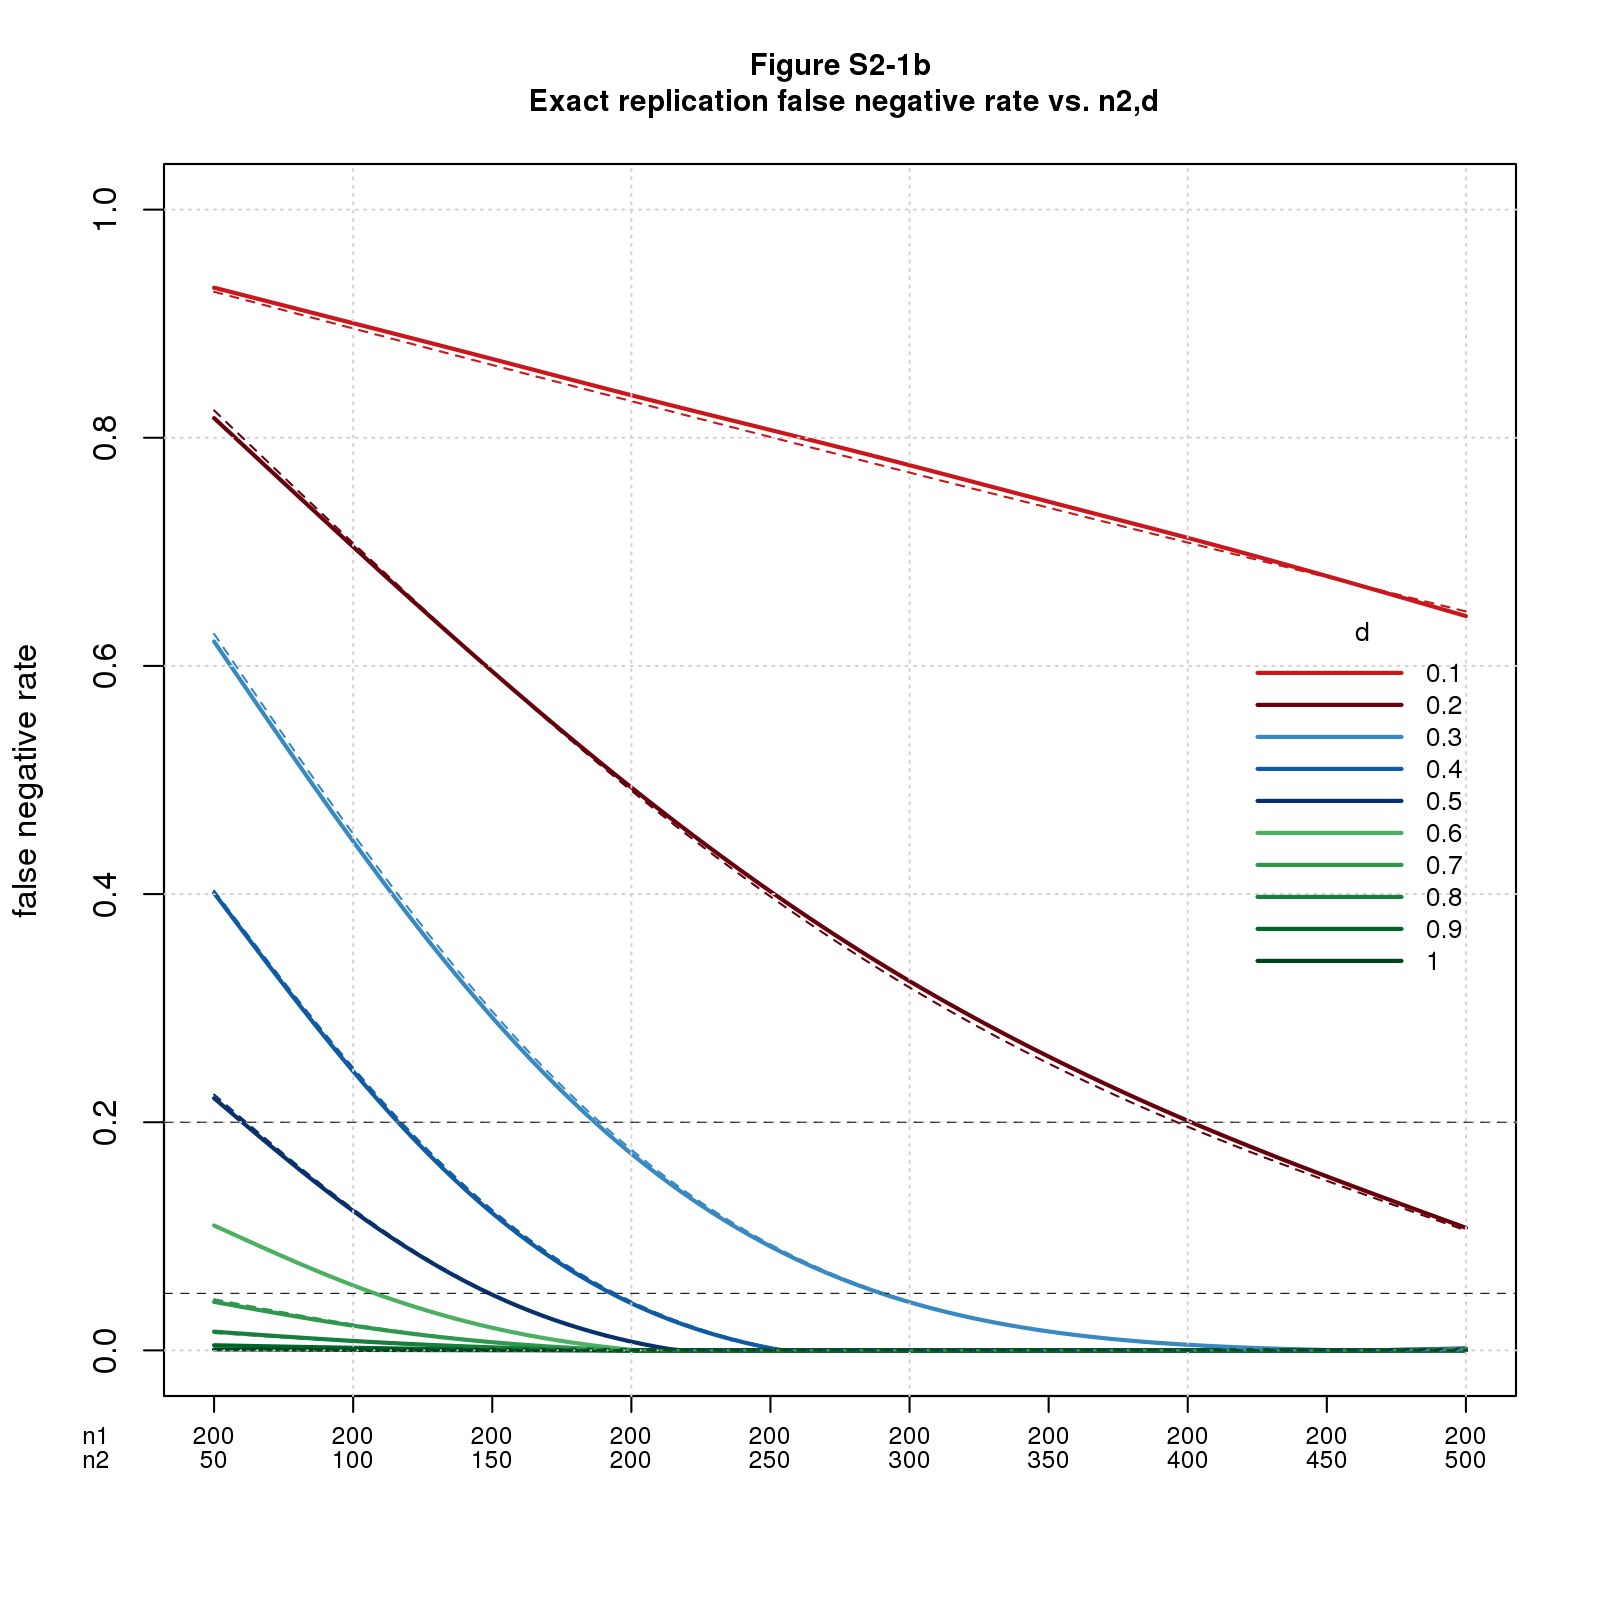 Figure S2-1b
Exact replication false negative rate vs. n2,d
false negative rate
1.0
0.8
0.6
0.4
0.2
0.0
d
0.1
0.2
0.3
0.4
0.5
0.6
0.7
0.8
0.9
1
n1 200 200 200 200 200 200 200 200 200 200
n2 50 100 150 200 250 300 350 400 450 500